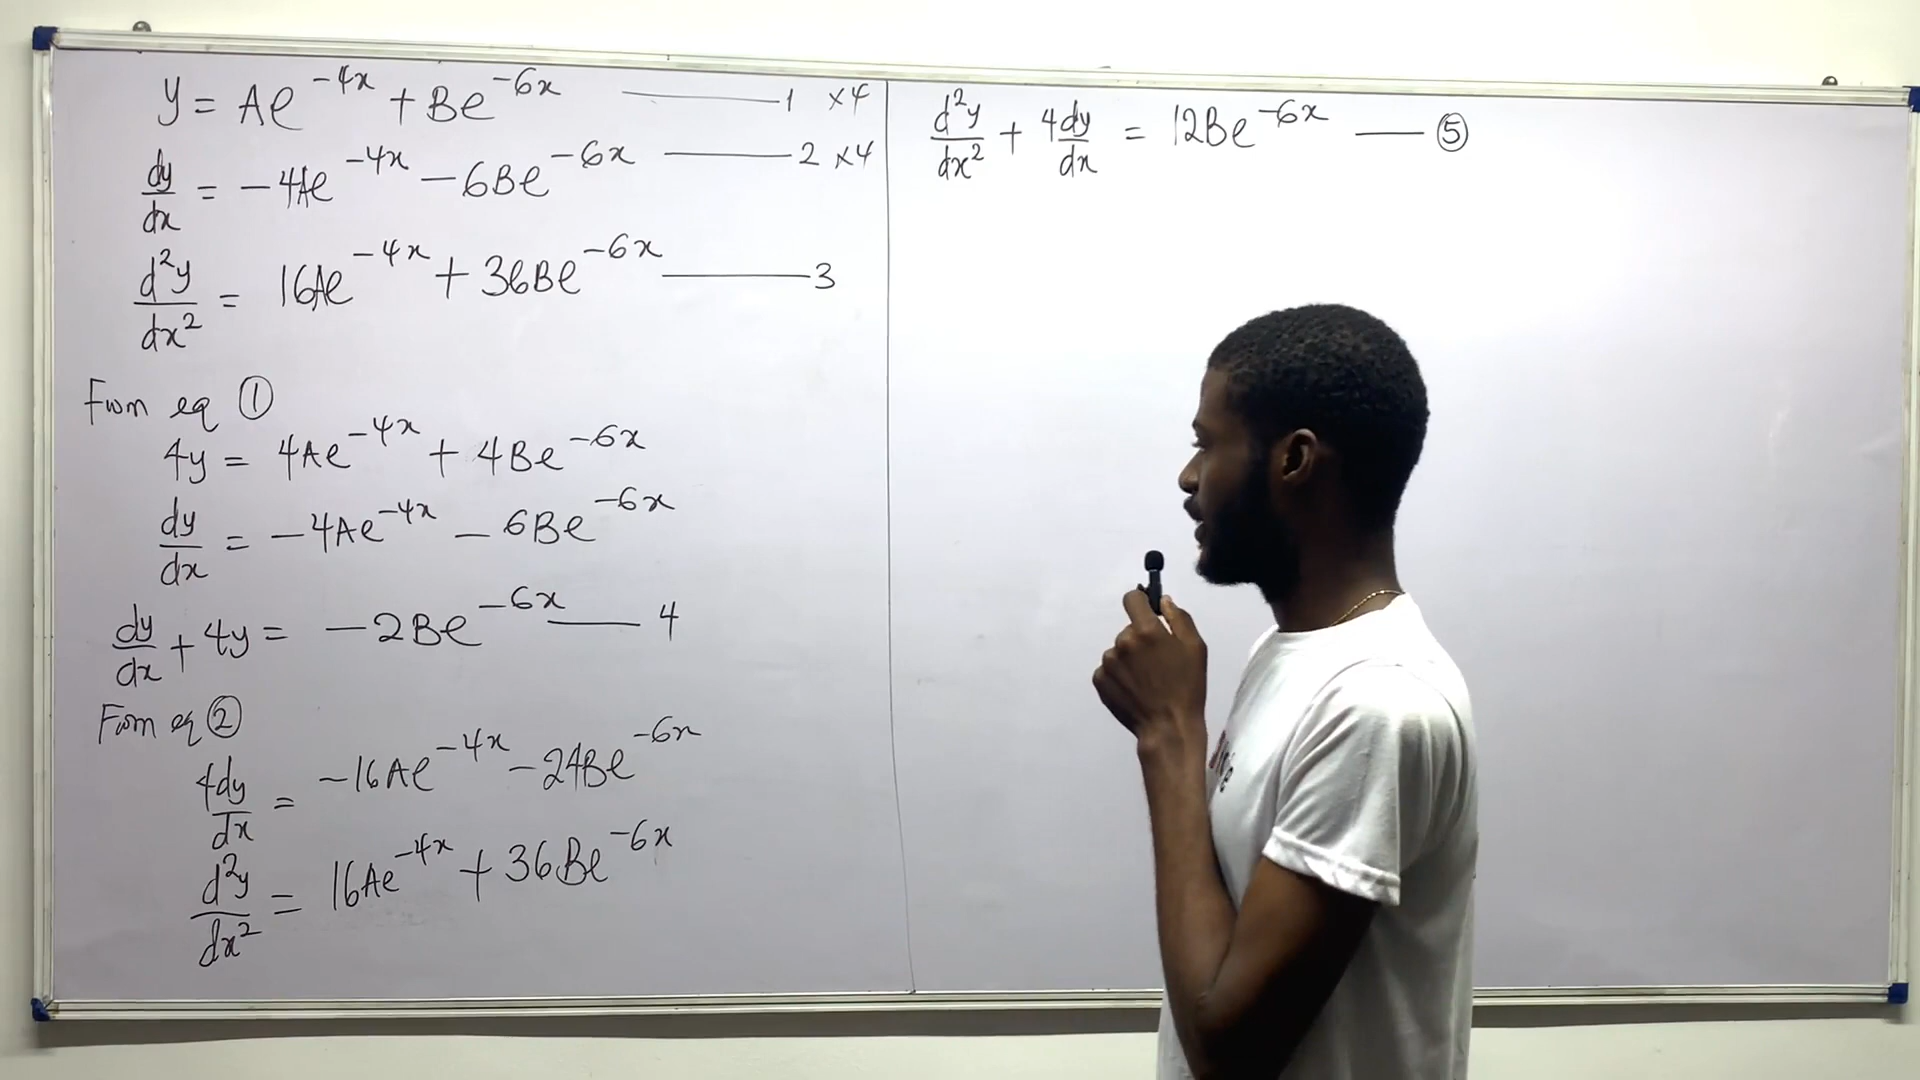 y = Ae^{-4x} + Be^{-6x} —— 1 ×4
dy/dx = -4Ae^{-4x} - 6Be^{-6x} —— 2 ×4
d²y/dx² = 16Ae^{-4x} + 36Be^{-6x} —— 3
From eq ①
4y = 4Ae^{-4x} + 4Be^{-6x}
dy/dx = -4Ae^{-4x} - 6Be^{-6x}
dy/dx + 4y = -2Be^{-6x} —— 4
From eq ②
4dy/dx = -16Ae^{-4x} - 24Be^{-6x}
d²y/dx² = 16Ae^{-4x} + 36Be^{-6x}
d²y/dx² + 4dy/dx = 12Be^{-6x} —— ⑤